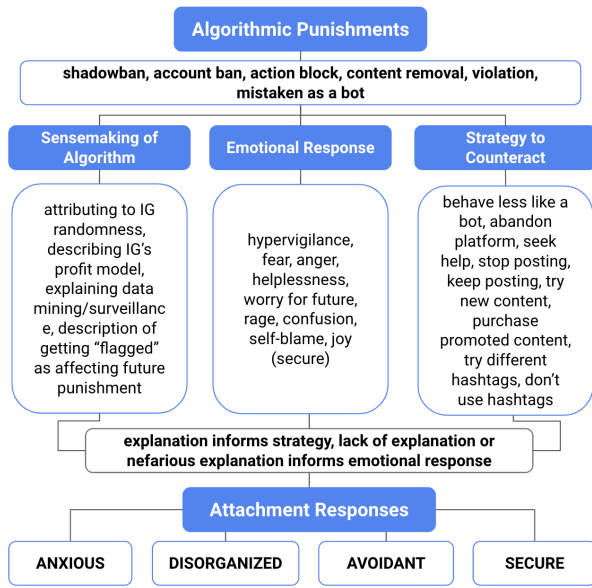 Algorithmic Punishments
shadowban, account ban, action block, content removal, violation,
mistaken as a bot
Sensemaking of
Algorithm
attributing to IG
randomness,
describing IG’s
profit model,
explaining data
mining/surveillanc
e, description of
getting “flagged”
as affecting future
punishment
Emotional Response
hypervigilance,
fear, anger,
helplessness,
worry for future,
rage, confusion,
self-blame, joy
(secure)
Strategy to
Counteract
behave less like a
bot, abandon
platform, seek
help, stop posting,
keep posting, try
new content,
purchase
promoted content,
try different
hashtags, don’t
use hashtags
explanation informs strategy, lack of explanation or
nefarious explanation informs emotional response
Attachment Responses
ANXIOUS
DISORGANIZED
AVOIDANT
SECURE